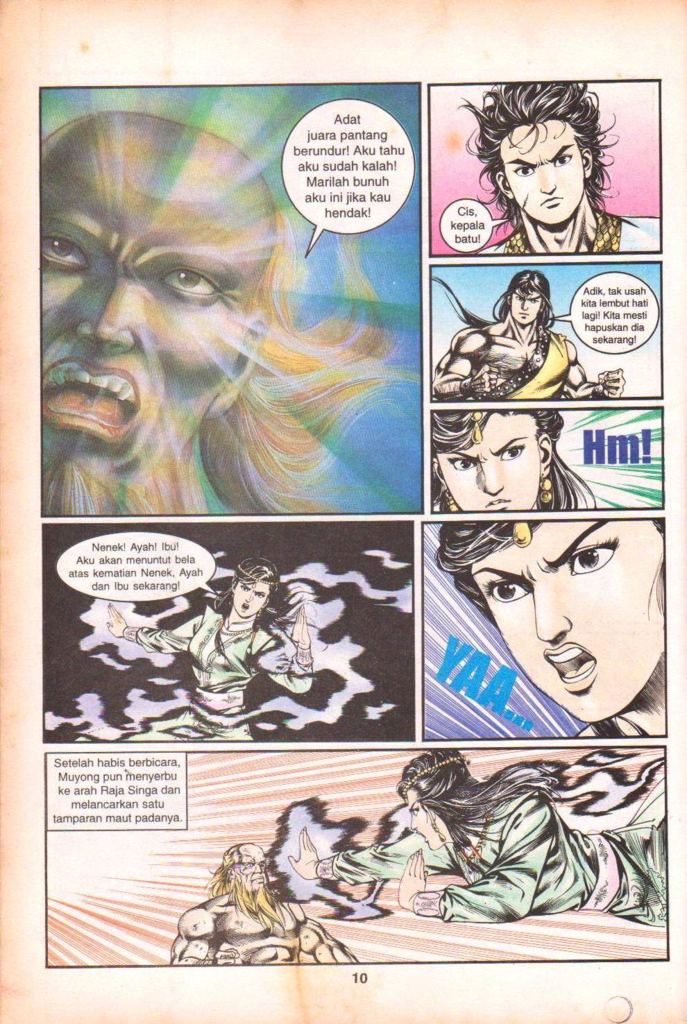 Adat
juara pantang
berundur! Aku tahu
aku sudah kalah!
Marilah bunuh
aku ini jika kau
hendak!
Cis,
kepala
batu!
Adik, tak usah
kita lembut hati
lagi! Kita mesti
hapuskan dia
sekarang!
Hm!
Nenek! Ayah! Ibu!
Aku akan menuntut bela
atas kematian Nenek, Ayah
dan Ibu sekarang!
YAA...
Setelah habis berbicara,
Muyong pun menyerbu
ke arah Raja Singa dan
melancarkan satu
tamparan maut padanya.
10